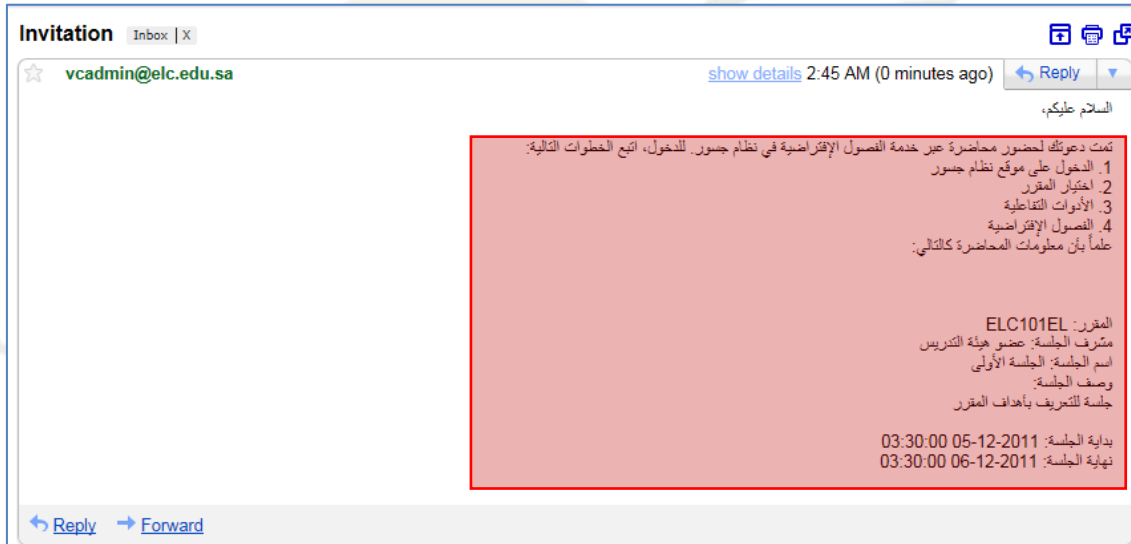 Invitation Inbox | X
vcadmin@elc.edu.sa show details 2:45 AM (0 minutes ago) Reply
السلام عليكم،
تمت دعوتك لحضور محاضرة عبر خدمة الفصول الإفتراضية في نظام جسور. للدخول، اتبع الخطوات التالية:
1. الدخول على موقع نظام جسور
2. اختيار المقرر
3. الأدوات التفاعلية
4. الفصول الإفتراضية
علماً بأن معلومات المحاضرة كالتالي:
المقرر: ELC101EL
مشرف الجلسة: عضو هيئة التدريس
اسم الجلسة: الجلسة الأولى
وصف الجلسة:
جلسة للتعريف بأهداف المقرر
بداية الجلسة: 2011-12-05 03:30:00
نهاية الجلسة: 2011-12-06 03:30:00
Reply Forward